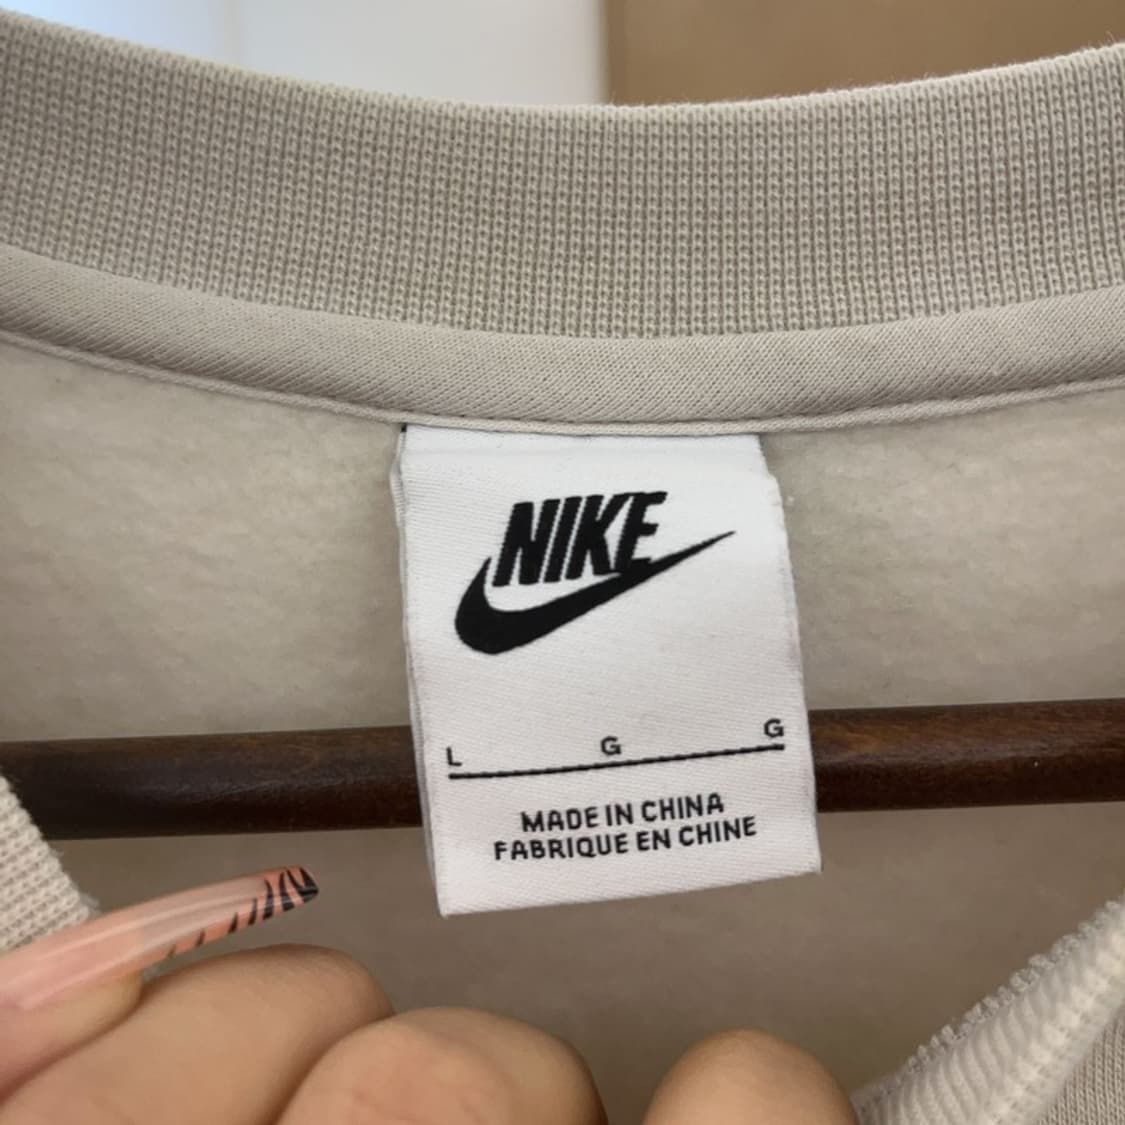 NIKE
L G G
MADE IN CHINA
FABRIQUE EN CHINE